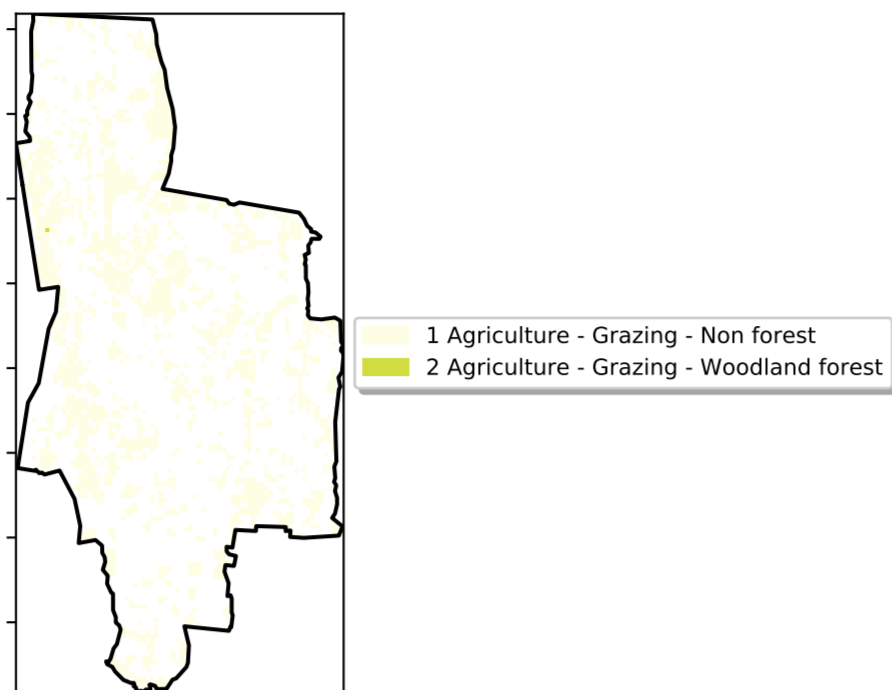 1 Agriculture - Grazing - Non forest
2 Agriculture - Grazing - Woodland forest